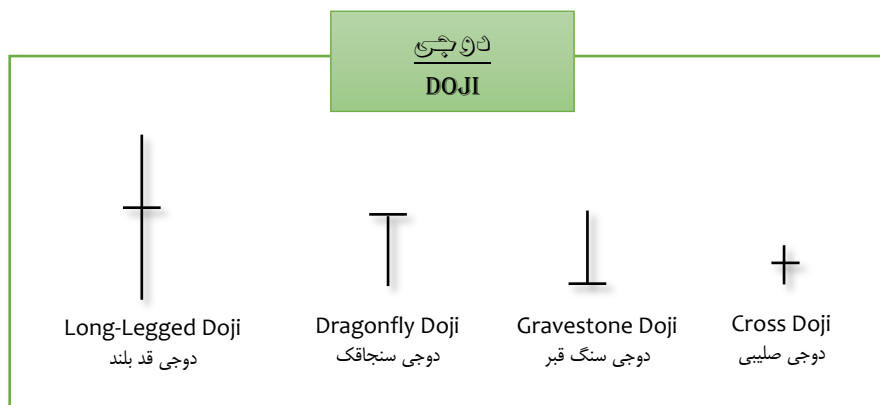 دوجی
DOJI
Long-Legged Doji
دوجی قد بلند
Dragonfly Doji
دوجی سنجاقک
Gravestone Doji
دوجی سنگ قبر
Cross Doji
دوجی صلیبی